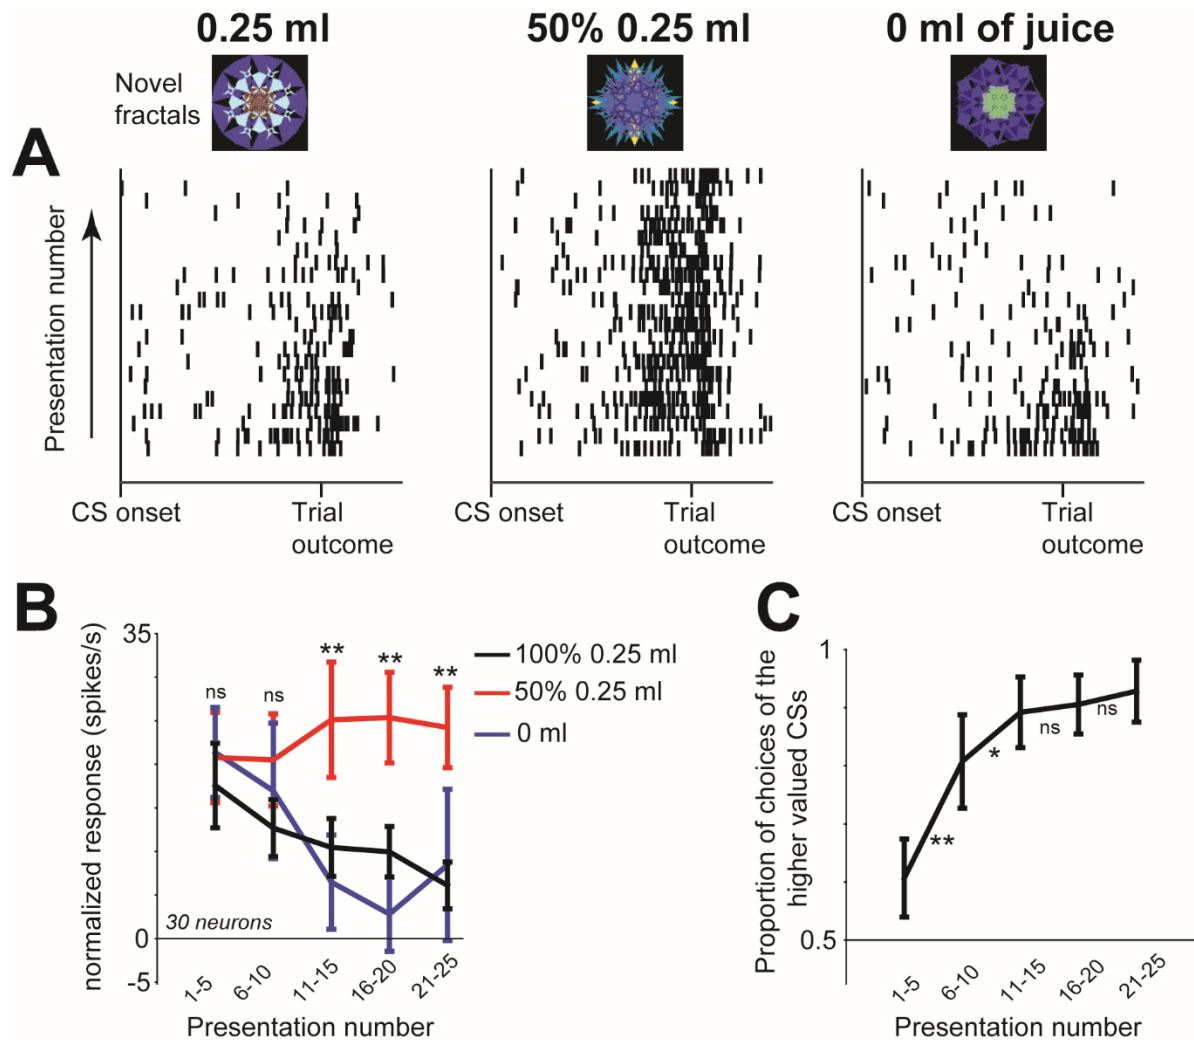 0.25 ml
50% 0.25 ml
0 ml of juice
Novel
fractals
A
Presentation number
CS onset
Trial
outcome
CS onset
Trial
outcome
CS onset
Trial
outcome
B
35
0
-5
normalized response (spikes/s)
ns
ns
**
**
**
100% 0.25 ml
50% 0.25 ml
0 ml
30 neurons
1-5
6-10
11-15
16-20
21-25
Presentation number
C
1
0.5
Proportion of choices of the
higher valued CSs
**
*
ns
ns
1-5
6-10
11-15
16-20
21-25
Presentation number